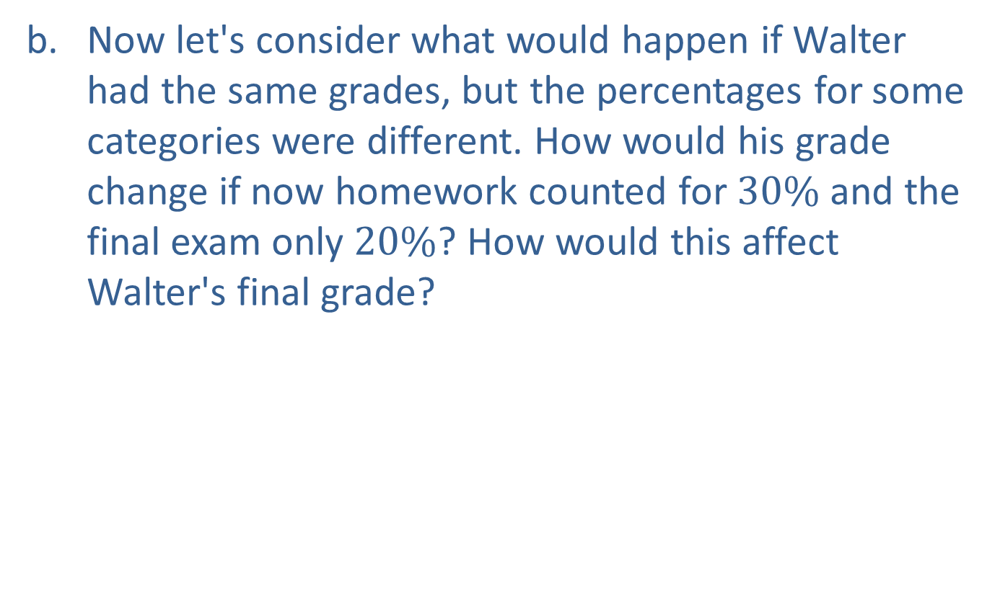 b. Now let's consider what would happen if Walter
had the same grades, but the percentages for some
categories were different. How would his grade
change if now homework counted for 30% and the
final exam only 20%? How would this affect
Walter's final grade?